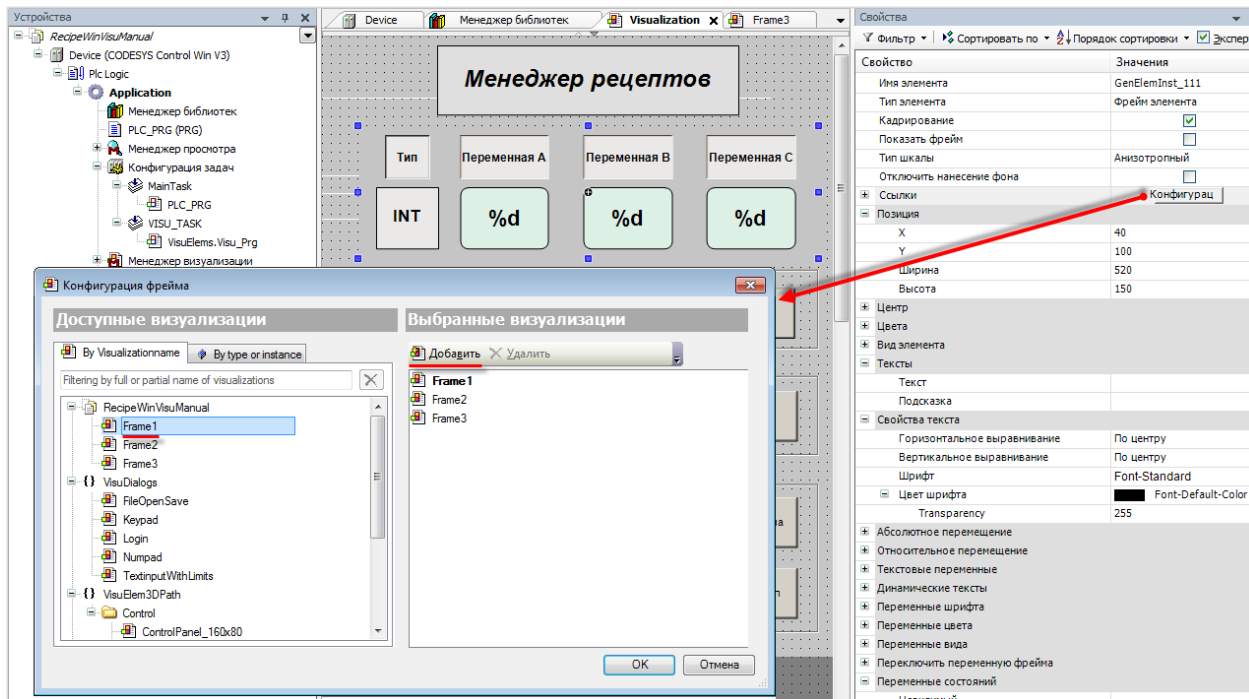 Устройства
RecipeWinVisuManual
Device (CODESYS Control Win V3)
Plc Logic
Application
Менеджер библиотек
PLC_PRG (PRG)
Менеджер просмотра
Конфигурация задач
MainTask
PLC_PRG
VISU_TASK
VisuElems.Visu_Prg
Менеджер визуализации
Device
Менеджер библиотек
Visualization
Frame3
Менеджер рецептов
Тип
Переменная A
Переменная B
Переменная C
INT
%d
%d
%d
Конфигурация фрейма
Доступные визуализации
By Visualizationname
By type or instance
Filtering by full or partial name of visualizations
RecipeWinVisuManual
Frame1
Frame2
Frame3
VisuDialogs
FileOpenSave
Keypad
Login
Numpad
TextinputWithLimits
VisuElem3DPath
Control
ControlPanel_160x80
Выбранные визуализации
Добавить
Удалить
Frame1
Frame2
Frame3
OK
Отмена
Свойства
Фильтр
Сортировать по
Порядок сортировки
Экспер
Свойство Значения
Имя элемента GenElemInst_111
Тип элемента Фрейм элемента
Кадрирование
Показать фрейм
Тип шкалы Анизотропный
Отключить нанесение фона
Ссылки Конфигурац
Позиция
X 40
Y 100
Ширина 520
Высота 150
Центр
Цвета
Вид элемента
Тексты
Текст
Подсказка
Свойства текста
Горизонтальное выравнивание По центру
Вертикальное выравнивание По центру
Шрифт Font-Standard
Цвет шрифта Font-Default-Color
Transparency 255
Абсолютное перемещение
Относительное перемещение
Текстовые переменные
Динамические тексты
Переменные шрифта
Переменные цвета
Переменные вида
Переключить переменную фрейма
Переменные состояний